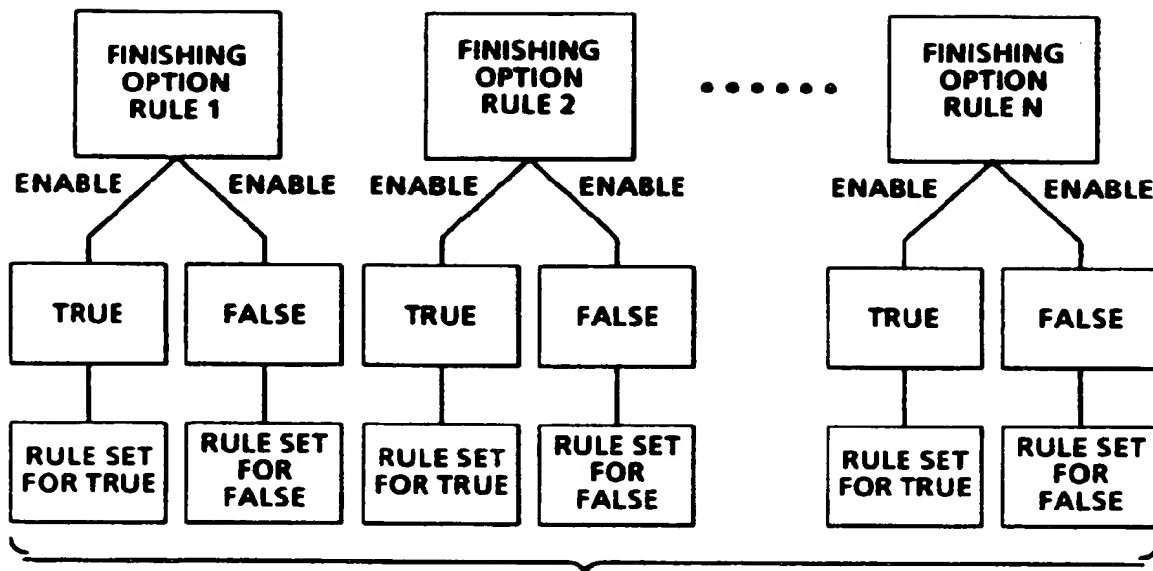 FINISHING
OPTION
RULE 1
FINISHING
OPTION
RULE 2
FINISHING
OPTION
RULE N
ENABLE
ENABLE
ENABLE
ENABLE
ENABLE
ENABLE
TRUE
FALSE
TRUE
FALSE
TRUE
FALSE
RULE SET
FOR TRUE
RULE SET
FOR
FALSE
RULE SET
FOR TRUE
RULE SET
FOR
FALSE
RULE SET
FOR TRUE
RULE SET
FOR
FALSE